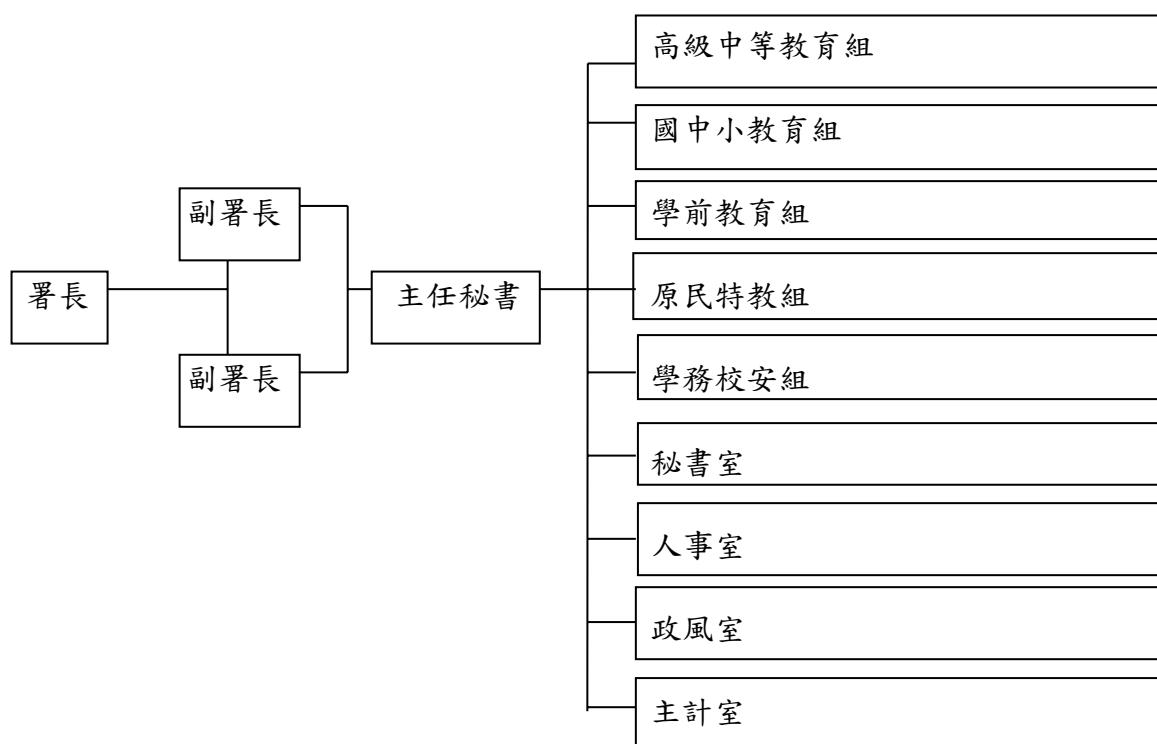 署長
副署長
副署長
主任秘書
高級中等教育組
國中小教育組
學前教育組
原民特教組
學務校安組
秘書室
人事室
政風室
主計室